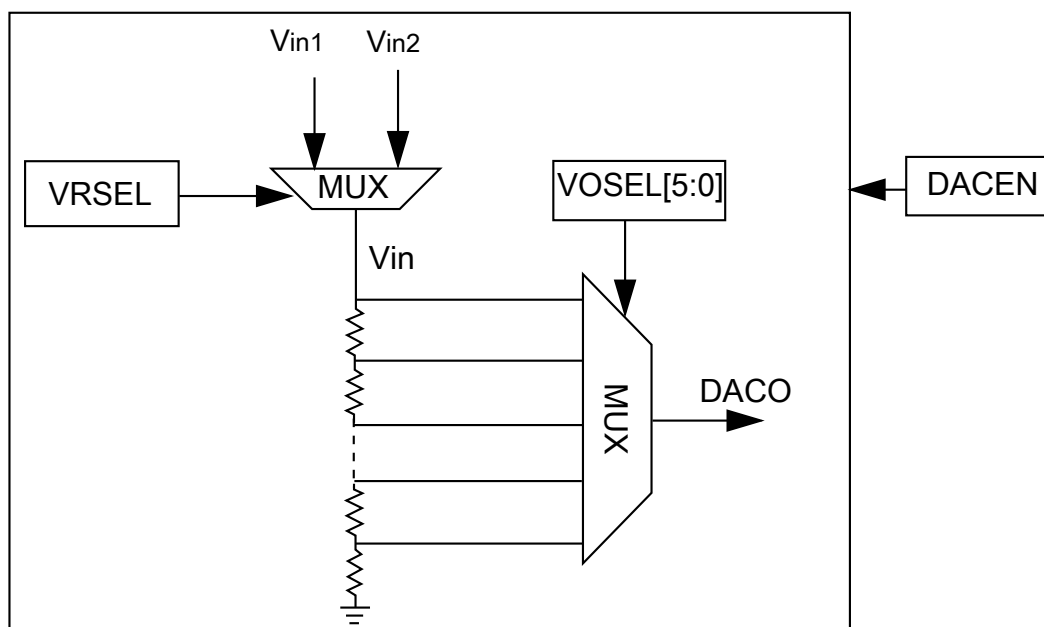 Vin1 Vin2
VRSEL
MUX
VOSEL[5:0]
DACEN
Vin
MUX
DACO